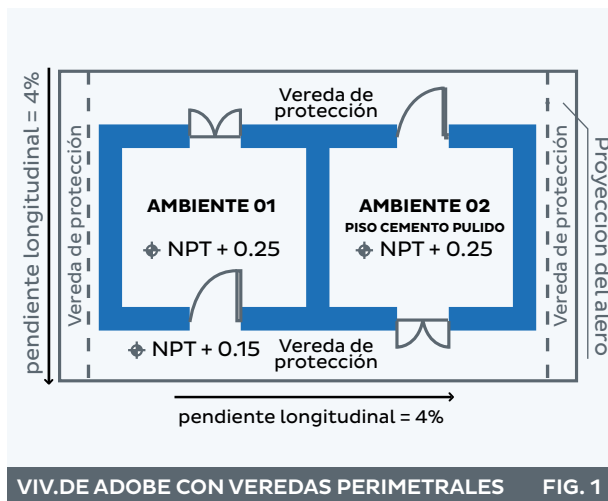 pendiente longitudinal = 4%
Vereda de protección
Vereda de
protección
Vereda de protección
Proyección del alero
AMBIENTE 01
NPT + 0.25
AMBIENTE 02
PISO CEMENTO PULIDO
NPT + 0.25
NPT + 0.15
Vereda de
protección
pendiente longitudinal = 4%
VIV.DE ADOBE CON VEREDAS PERIMETRALES FIG. 1